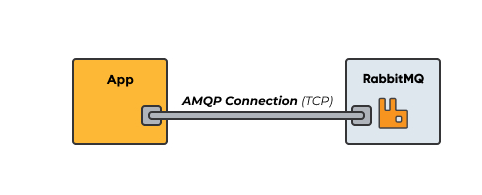 App
RabbitMQ
AMQP Connection (TCP)